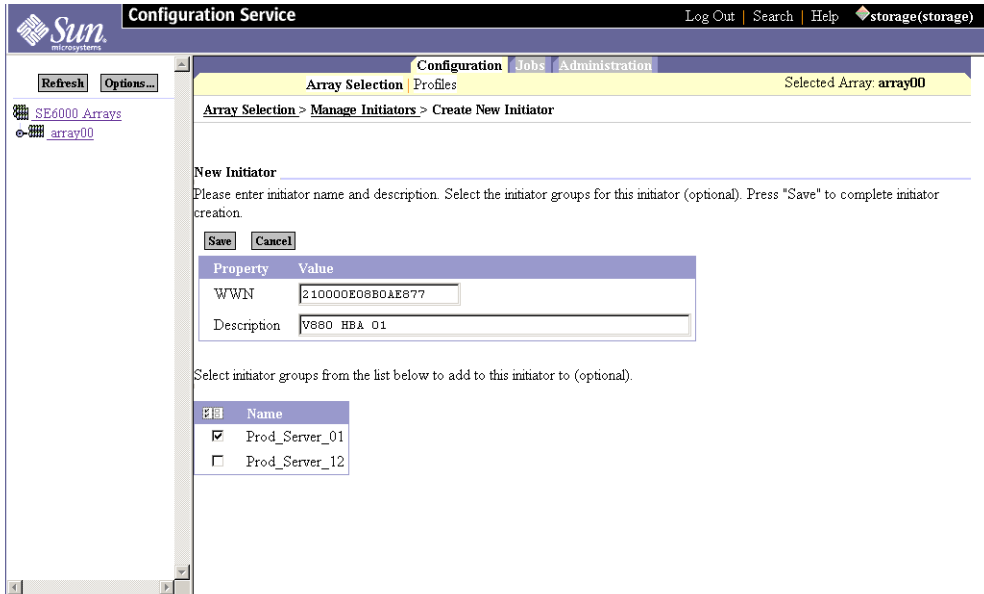 Sun
microsystems
Configuration Service
Log Out | Search | Help storage(storage)
Refresh Options...
SE6000 Arrays
array00
Configuration Jobs Administration
Array Selection | Profiles
Selected Array: array00
Array Selection > Manage Initiators > Create New Initiator
New Initiator
Please enter initiator name and description. Select the initiator groups for this initiator (optional). Press "Save" to complete initiator
creation.
Save Cancel
Property Value
WWN 210000E08B0AE877
Description V880 HBA 01
Select initiator groups from the list below to add to this initiator to (optional).
Name
Prod_Server_01
Prod_Server_12